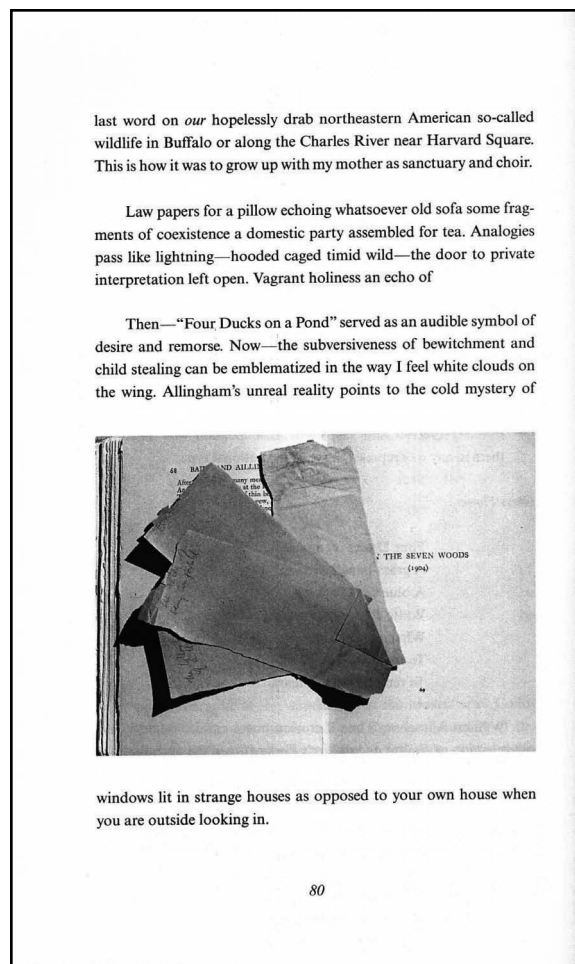 last word on our hopelessly drab northeastern American so-called
wildlife in Buffalo or along the Charles River near Harvard Square.
This is how it was to grow up with my mother as sanctuary and choir.
Law papers for a pillow echoing whatsoever old sofa some frag-
ments of coexistence a domestic party assembled for tea. Analogies
pass like lightning—hooded caged timid wild—the door to private
interpretation left open. Vagrant holiness an echo of
Then—“Four Ducks on a Pond” served as an audible symbol of
desire and remorse. Now—the subversiveness of bewitchment and
child stealing can be emblematized in the way I feel white clouds on
the wing. Allingham’s unreal reality points to the cold mystery of
68 BAI ND AILLI
THE SEVEN WOODS
(1904)
windows lit in strange houses as opposed to your own house when
you are outside looking in.
80